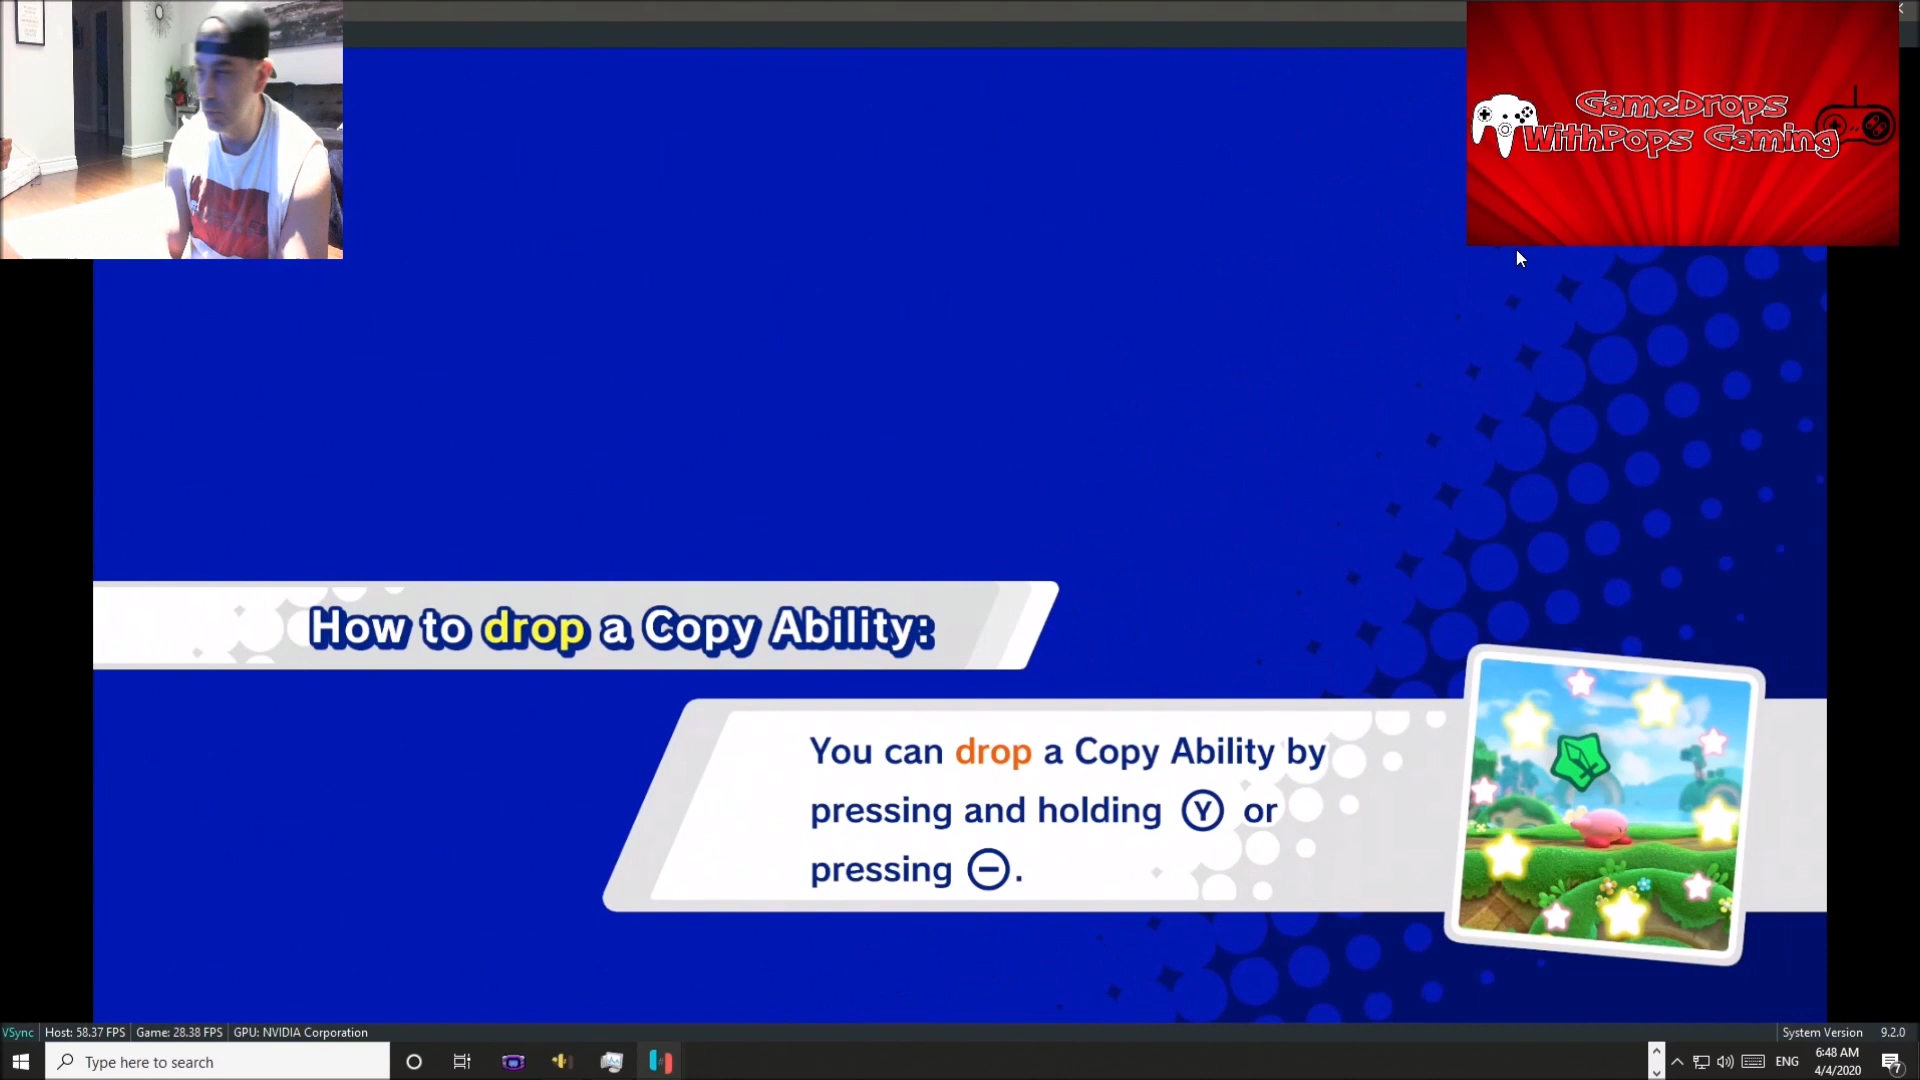 GameDrops
WithPops Gaming
How to drop a Copy Ability:
You can drop a Copy Ability by
pressing and holding Y or
pressing −.
VSync Host: 58.37 FPS Game: 28.38 FPS GPU: NVIDIA Corporation System Version 9.2.0
Type here to search
ENG
6:48 AM
4/4/2020
7